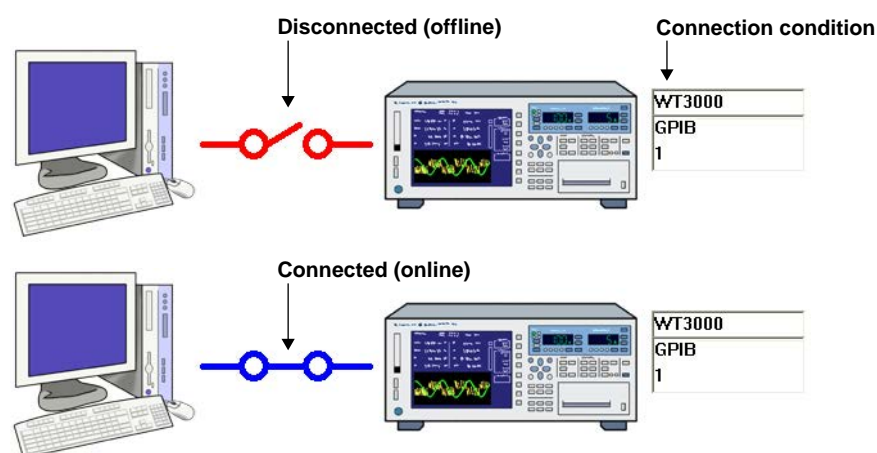 Disconnected (offline)
Connection condition
WT3000
GPIB
1
Connected (online)
WT3000
GPIB
1